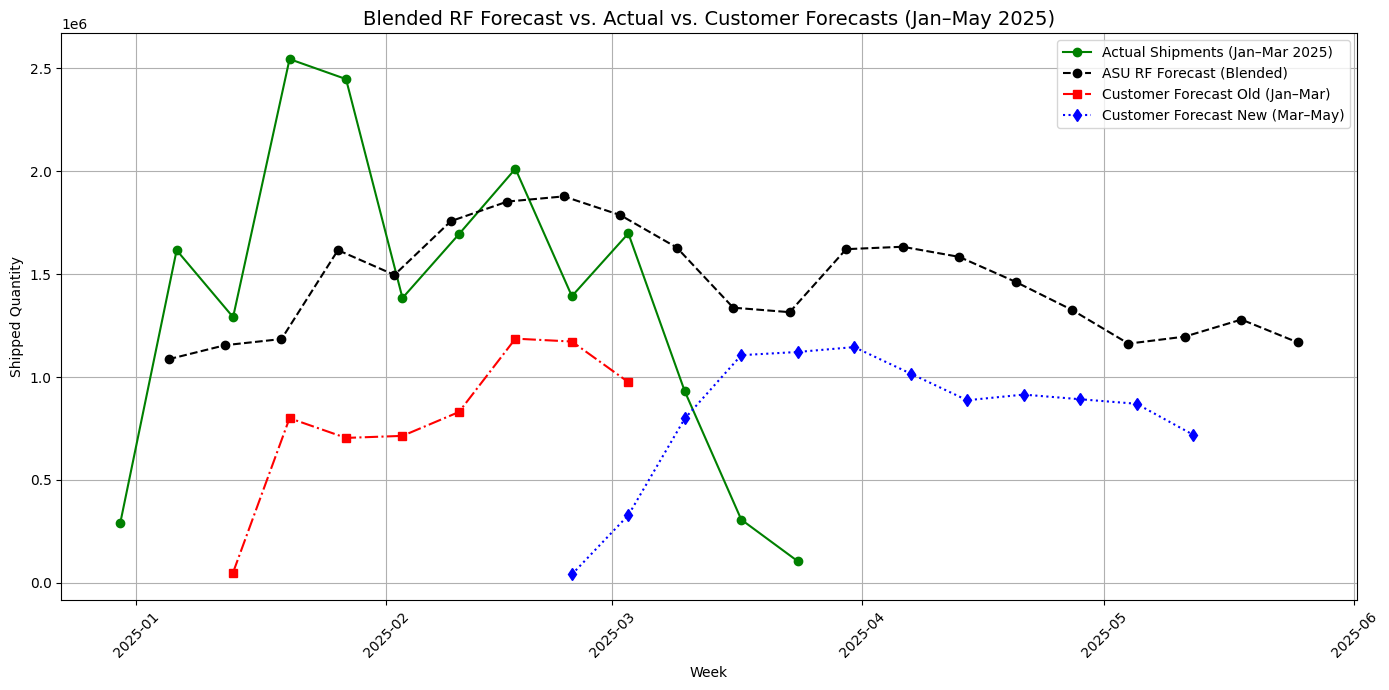 Blended RF Forecast vs. Actual vs. Customer Forecasts (Jan–May 2025)
1e6
Actual Shipments (Jan–Mar 2025)
ASU RF Forecast (Blended)
Customer Forecast Old (Jan–Mar)
Customer Forecast New (Mar–May)
2.5
2.0
1.5
1.0
0.5
0.0
Shipped Quantity
2025-01
2025-02
2025-03
2025-04
2025-05
2025-06
Week